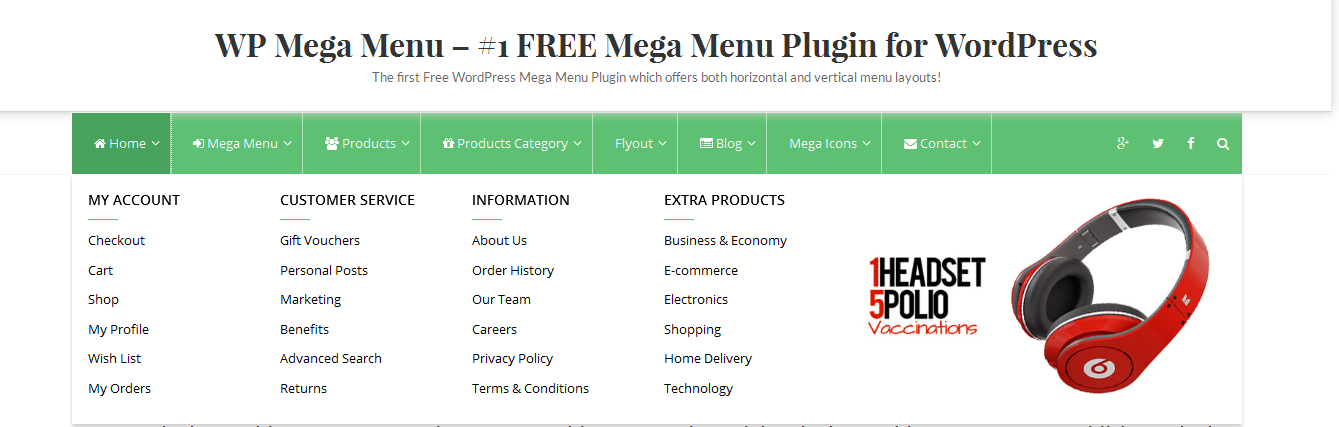 WP Mega Menu – #1 FREE Mega Menu Plugin for WordPress
The first Free WordPress Mega Menu Plugin which offers both horizontal and vertical menu layouts!
Home Mega Menu Products Products Category Flyout Blog Mega Icons Contact
MY ACCOUNT
Checkout
Cart
Shop
My Profile
Wish List
My Orders
CUSTOMER SERVICE
Gift Vouchers
Personal Posts
Marketing
Benefits
Advanced Search
Returns
INFORMATION
About Us
Order History
Our Team
Careers
Privacy Policy
Terms & Conditions
EXTRA PRODUCTS
Business & Economy
E-commerce
Electronics
Shopping
Home Delivery
Technology
1HEADSET
5POLIO
Vaccinations